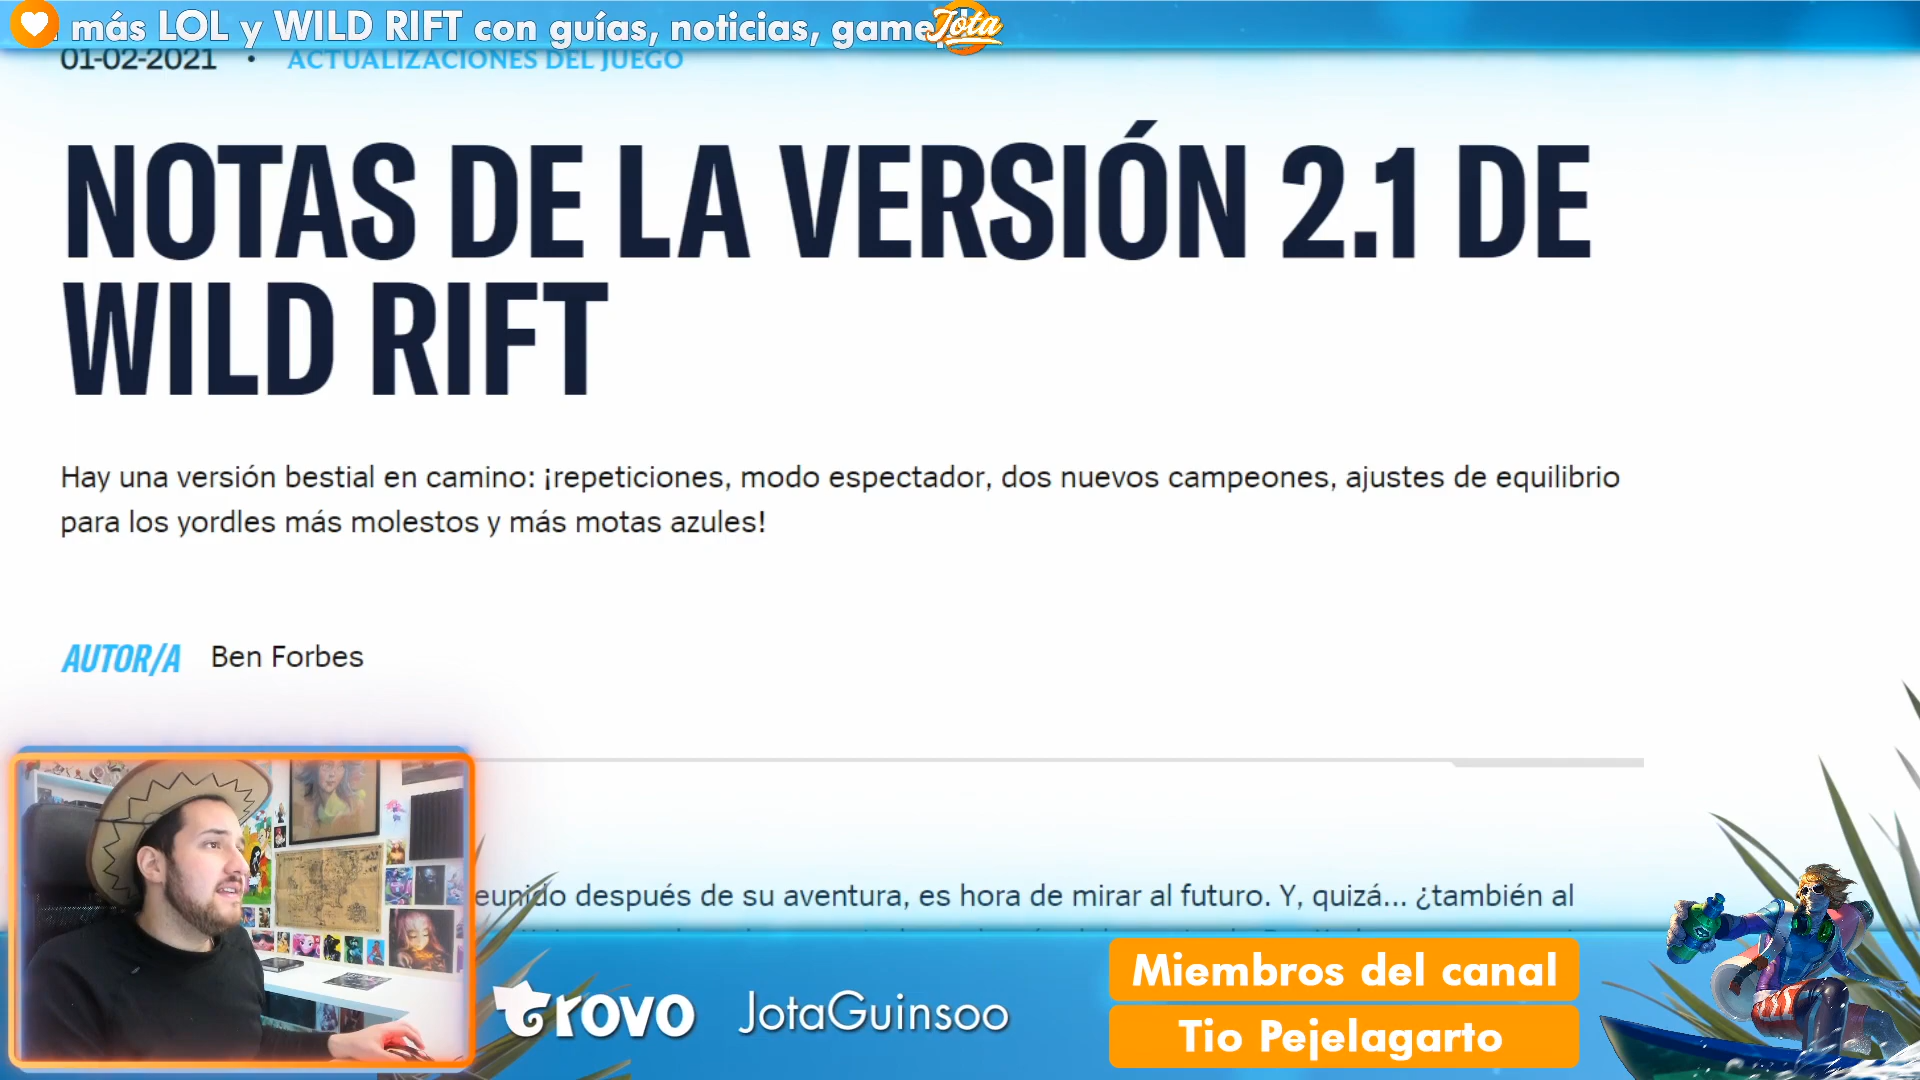 más LOL y WILD RIFT con guías, noticias, game
Jota
01-02-2021 • ACTUALIZACIONES DEL JUEGO
NOTAS DE LA VERSIÓN 2.1 DE
WILD RIFT
Hay una versión bestial en camino: ¡repeticiones, modo espectador, dos nuevos campeones, ajustes de equilibrio
para los yordles más molestos y más motas azules!
AUTOR/A Ben Forbes
eunido después de su aventura, es hora de mirar al futuro. Y, quizá... ¿también al
trovo JotaGuinsoo
Miembros del canal
Tio Pejelagarto